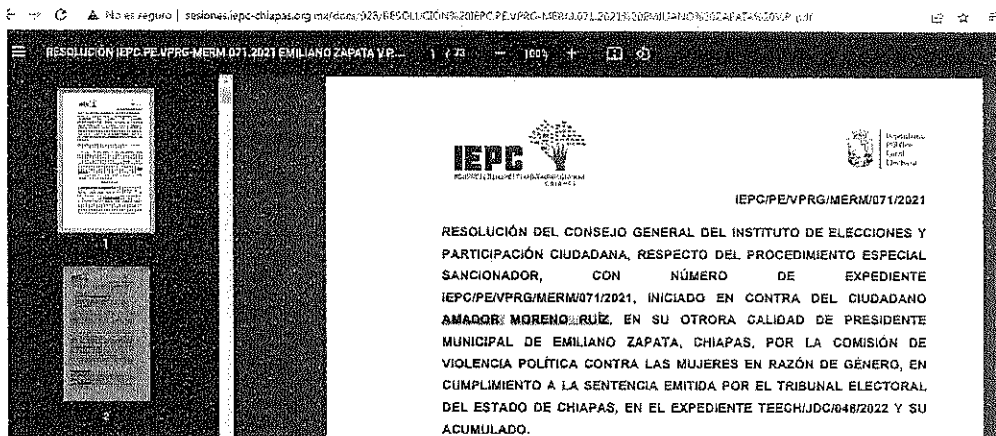 No es seguro | sesiones.iepc-chiapas.org.mx/docs/
RESOLUCIÓN IEPC.PE.VPRG-MERM.071.2021 EMILIANO ZAPATA V.P....
100%
1
2
IEPC
CHIAPAS
IEPC/PE/VPRG/MERM/071/2021
RESOLUCIÓN DEL CONSEJO GENERAL DEL INSTITUTO DE ELECCIONES Y
PARTICIPACIÓN CIUDADANA, RESPECTO DEL PROCEDIMIENTO ESPECIAL
SANCIONADOR, CON NÚMERO DE EXPEDIENTE
IEPC/PE/VPRG/MERM/071/2021, INICIADO EN CONTRA DEL CIUDADANO
AMADOR MORENO RUÍZ, EN SU OTRORA CALIDAD DE PRESIDENTE
MUNICIPAL DE EMILIANO ZAPATA, CHIAPAS, POR LA COMISIÓN DE
VIOLENCIA POLÍTICA CONTRA LAS MUJERES EN RAZÓN DE GÉNERO, EN
CUMPLIMIENTO A LA SENTENCIA EMITIDA POR EL TRIBUNAL ELECTORAL
DEL ESTADO DE CHIAPAS, EN EL EXPEDIENTE TEECH/JDC/046/2022 Y SU
ACUMULADO.